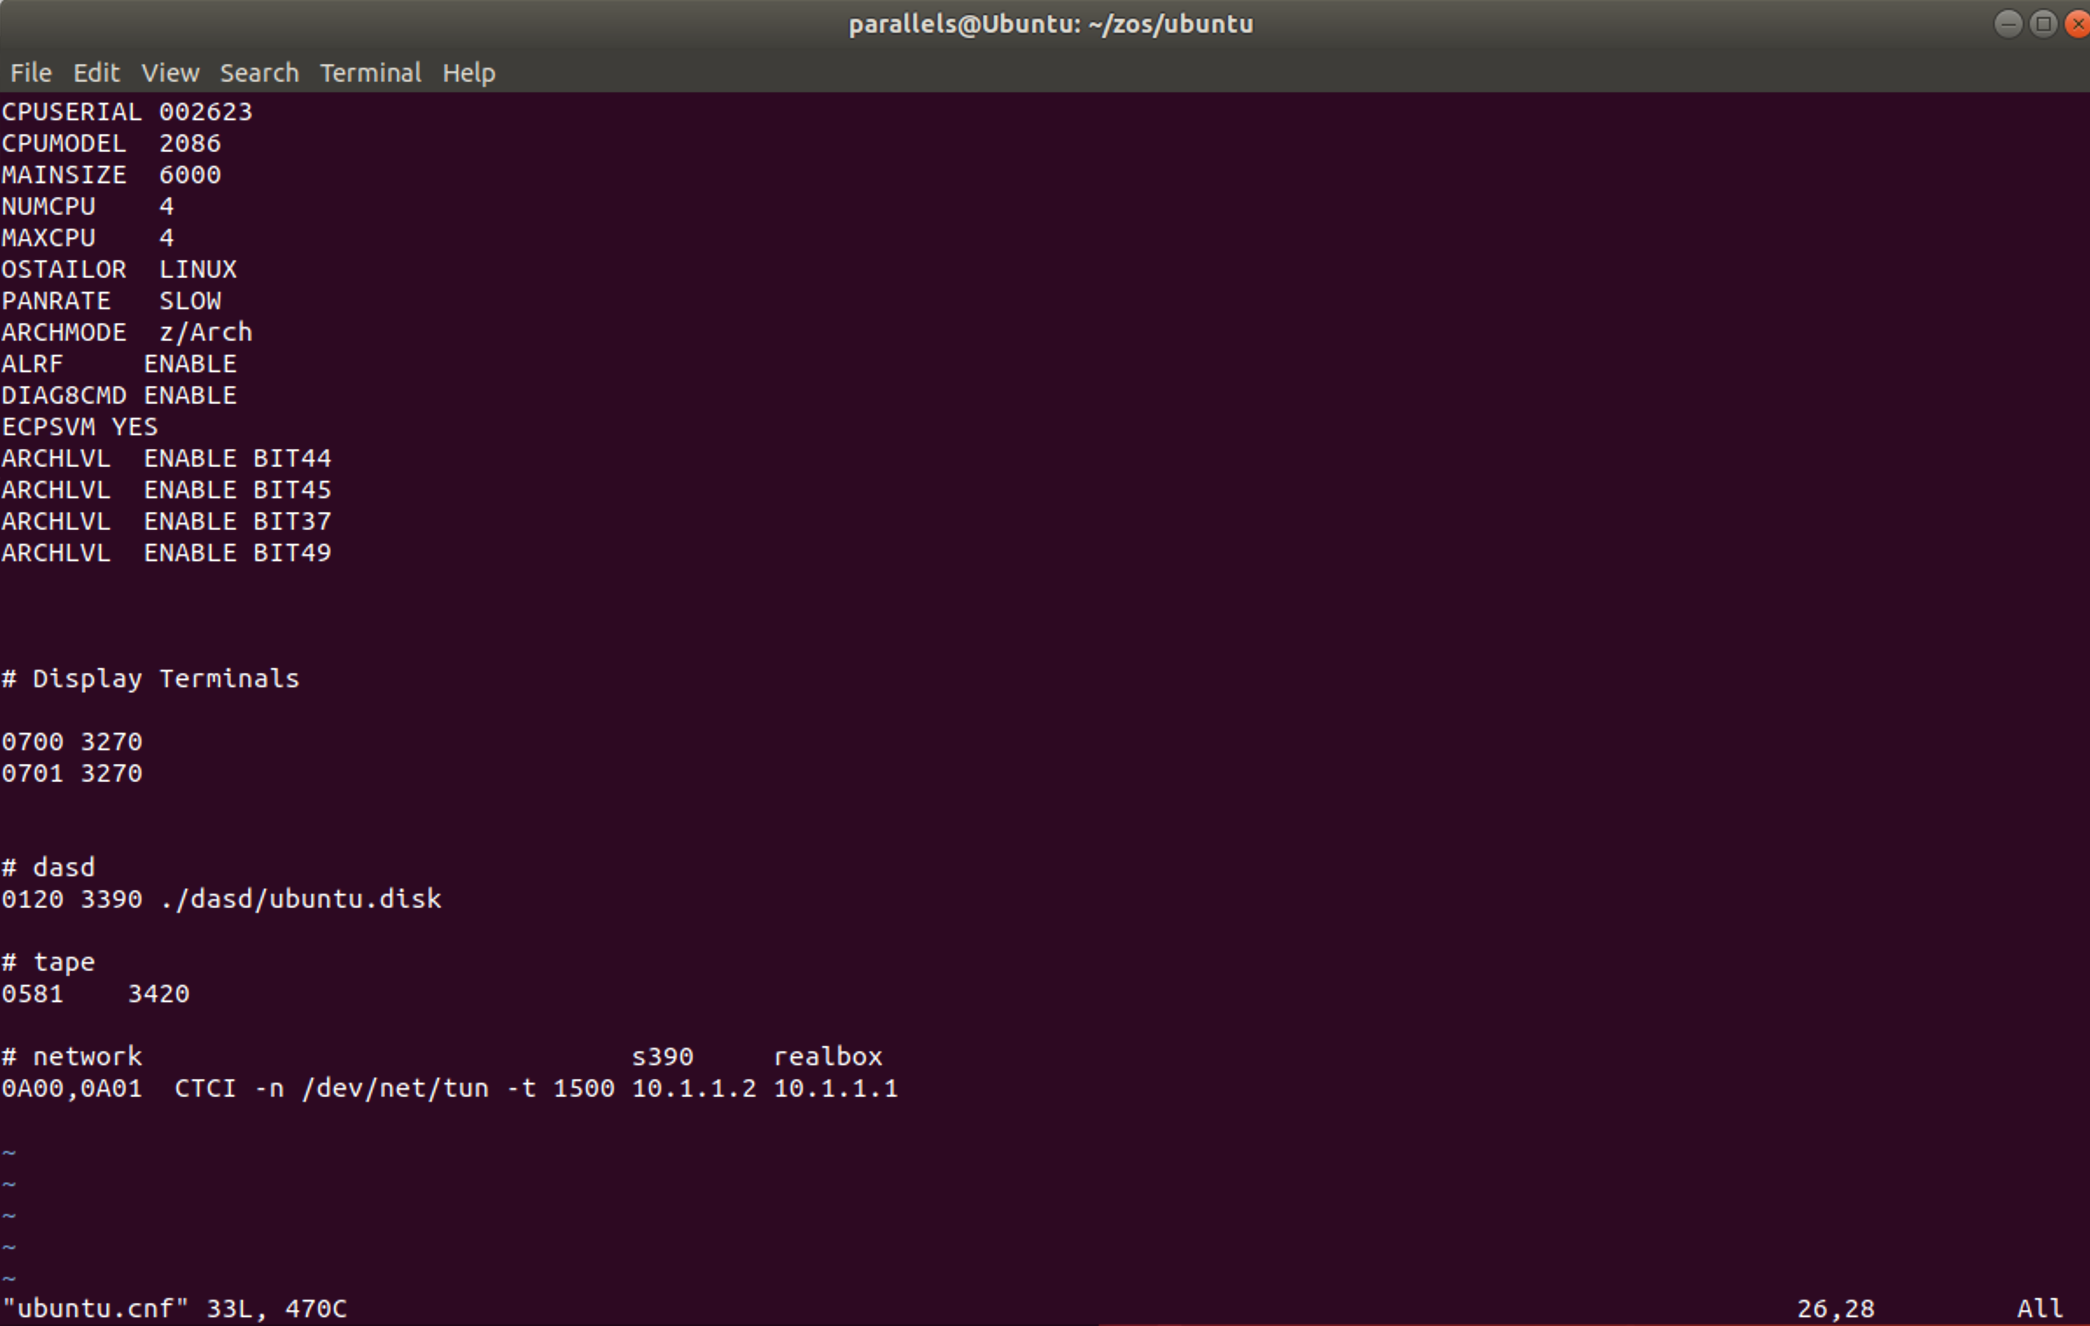 parallels@Ubuntu: ~/zos/ubuntu
File Edit View Search Terminal Help
CPUSERIAL 002623
CPUMODEL  2086
MAINSIZE  6000
NUMCPU    4
MAXCPU    4
OSTAILOR  LINUX
PANRATE   SLOW
ARCHMODE  z/Arch
ALRF     ENABLE
DIAG8CMD ENABLE
ECPSVM YES
ARCHLVL  ENABLE BIT44
ARCHLVL  ENABLE BIT45
ARCHLVL  ENABLE BIT37
ARCHLVL  ENABLE BIT49
# Display Terminals
0700 3270
0701 3270
# dasd
0120 3390 ./dasd/ubuntu.disk
# tape
0581    3420
# network                               s390     realbox
0A00,0A01  CTCI -n /dev/net/tun -t 1500 10.1.1.2 10.1.1.1
~
~
~
~
~
"ubuntu.cnf" 33L, 470C 26,28 All